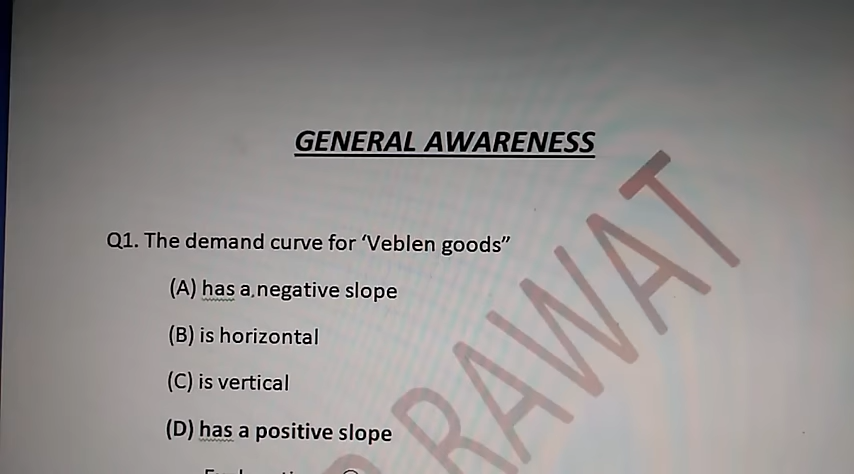 GENERAL AWARENESS
Q1. The demand curve for ‘Veblen goods”
(A) has a negative slope
(B) is horizontal
(C) is vertical
(D) has a positive slope
RAWAT